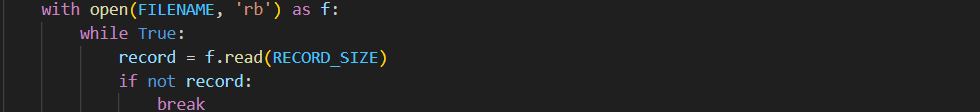 with open(FILENAME, 'rb') as f:
while True:
record = f.read(RECORD_SIZE)
if not record:
break